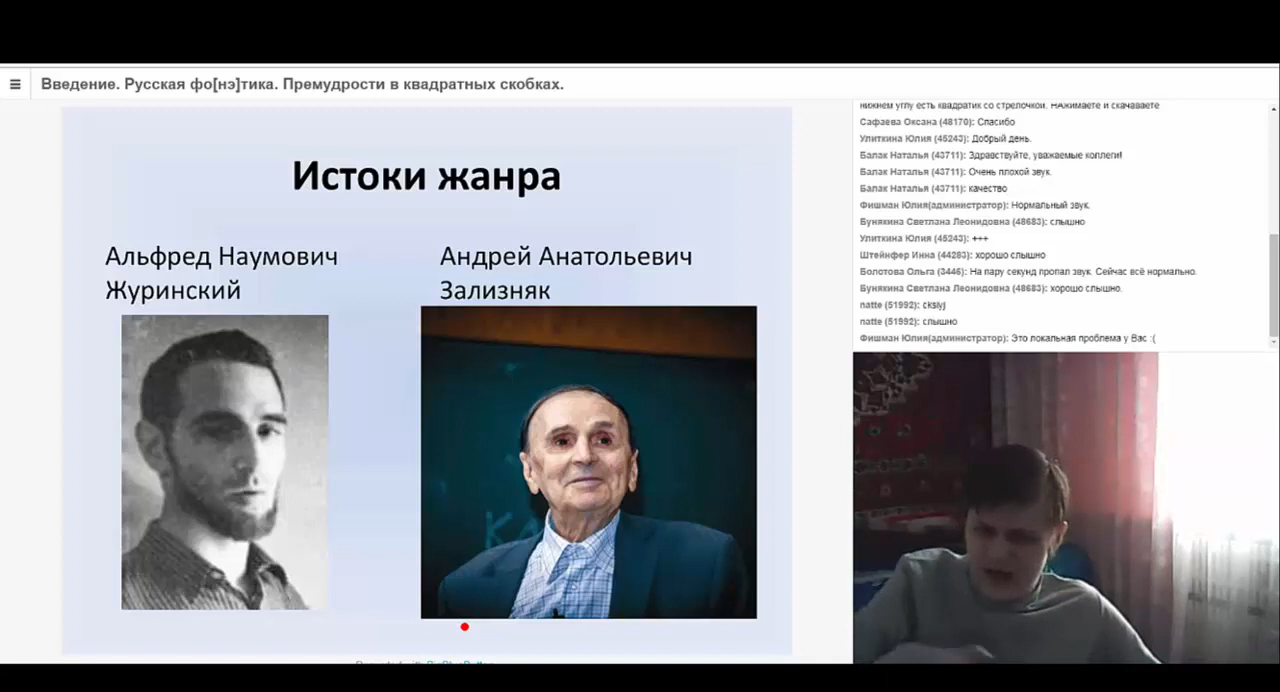 Введение. Русская фо[нэ]тика. Премудрости в квадратных скобках.
Истоки жанра
Альфред Наумович
Журинский
Андрей Анатольевич
Зализняк
нижнем углу есть квадратик со стрелочкой. НАжимаете и скачиваете
Сафаева Оксана (48170): Спасибо
Улиткина Юлия (45243): Добрый день.
Балак Наталья (43711): Здравствуйте, уважаемые коллеги!
Балак Наталья (43711): Очень плохой звук.
Балак Наталья (43711): качество
Фишман Юлия(администратор): Нормальный звук.
Бунякина Светлана Леонидовна (48683): слышно
Улиткина Юлия (45243): +++
Штейнфер Инна (44283): хорошо слышно
Болотова Ольга (3446): На пару секунд пропал звук. Сейчас всё нормально.
Бунякина Светлана Леонидовна (48683): хорошо слышно.
natte (51992): cksiyj
natte (51992): слышно
Фишман Юлия(администратор): Это локальная проблема у Вас :(